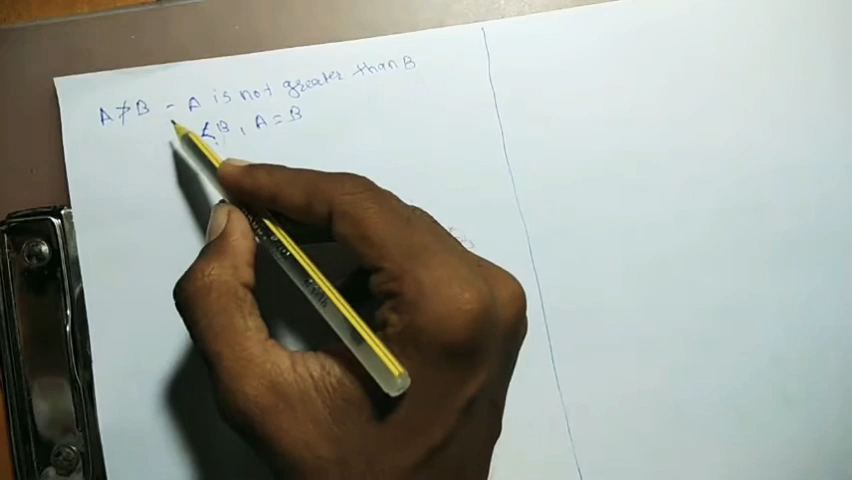 A ≯ B - A is not greater than B
< B , A = B